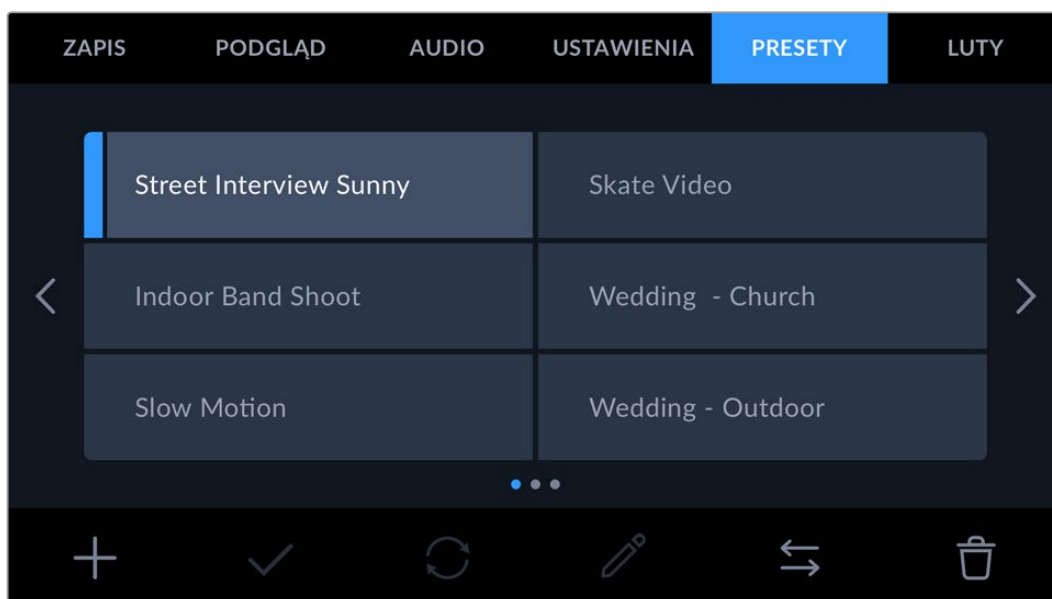 ZAPIS PODGLĄD AUDIO USTAWIENIA PRESETY LUTY
Street Interview Sunny Skate Video
Indoor Band Shoot Wedding - Church
Slow Motion Wedding - Outdoor